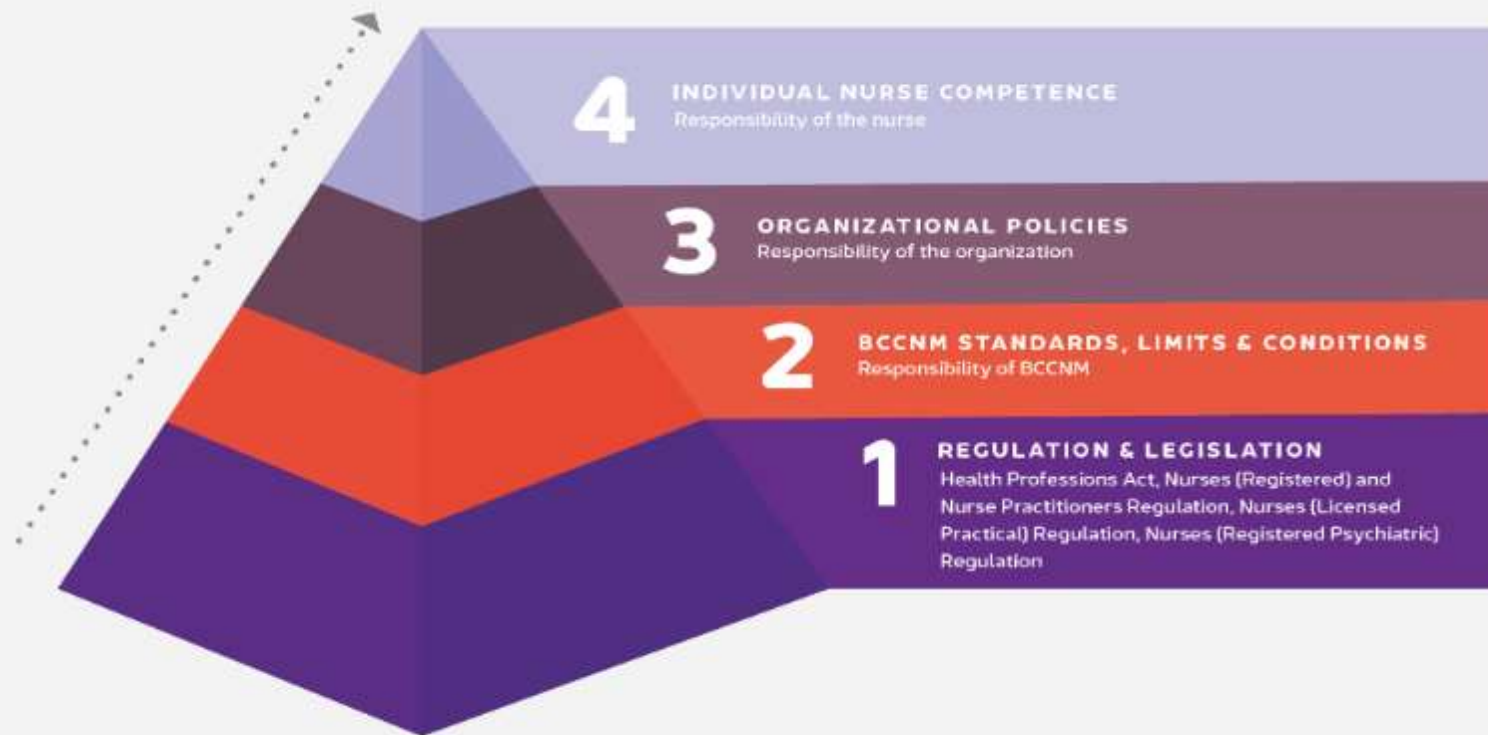 4
INDIVIDUAL NURSE COMPETENCE
Responsibility of the nurse
3
ORGANIZATIONAL POLICIES
Responsibility of the organization
2
BCCNM STANDARDS, LIMITS & CONDITIONS
Responsibility of BCCNM
1
REGULATION & LEGISLATION
Health Professions Act, Nurses (Registered) and
Nurse Practitioners Regulation, Nurses (Licensed
Practical) Regulation, Nurses (Registered Psychiatric)
Regulation